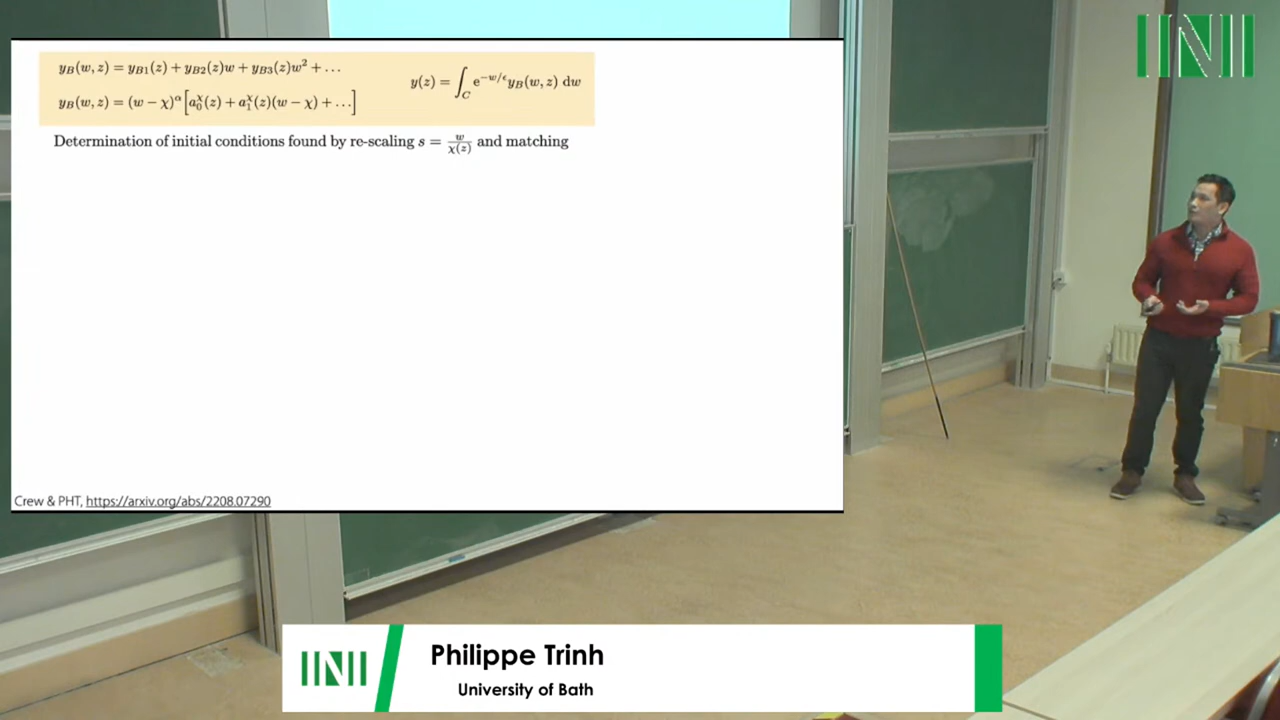 y_B(w, z) = y_{B1}(z) + y_{B2}(z)w + y_{B3}(z)w² + …
y_B(w, z) = (w − χ)^α [a_0^χ(z) + a_1^χ(z)(w − χ) + …]
y(z) = ∫_C e^{−w/ϵ} y_B(w, z) dw
Determination of initial conditions found by re-scaling s = w/χ(z) and matching
Crew & PHT, https://arxiv.org/abs/2208.07290
Philippe Trinh
University of Bath